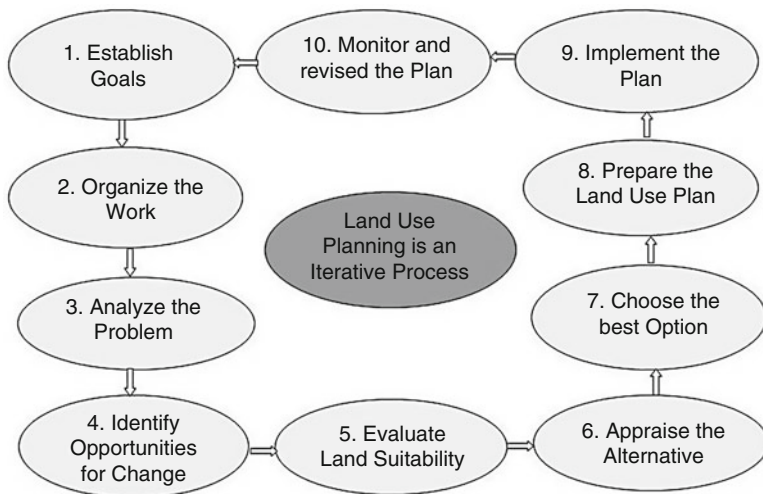 1. Establish
Goals
2. Organize the
Work
3. Analyze the
Problem
4. Identify
Opportunities
for Change
5. Evaluate
Land Suitability
6. Appraise the
Alternative
7. Choose the
best Option
8. Prepare the
Land Use Plan
9. Implement the
Plan
10. Monitor and
revised the Plan
Land Use
Planning is an
Iterative Process